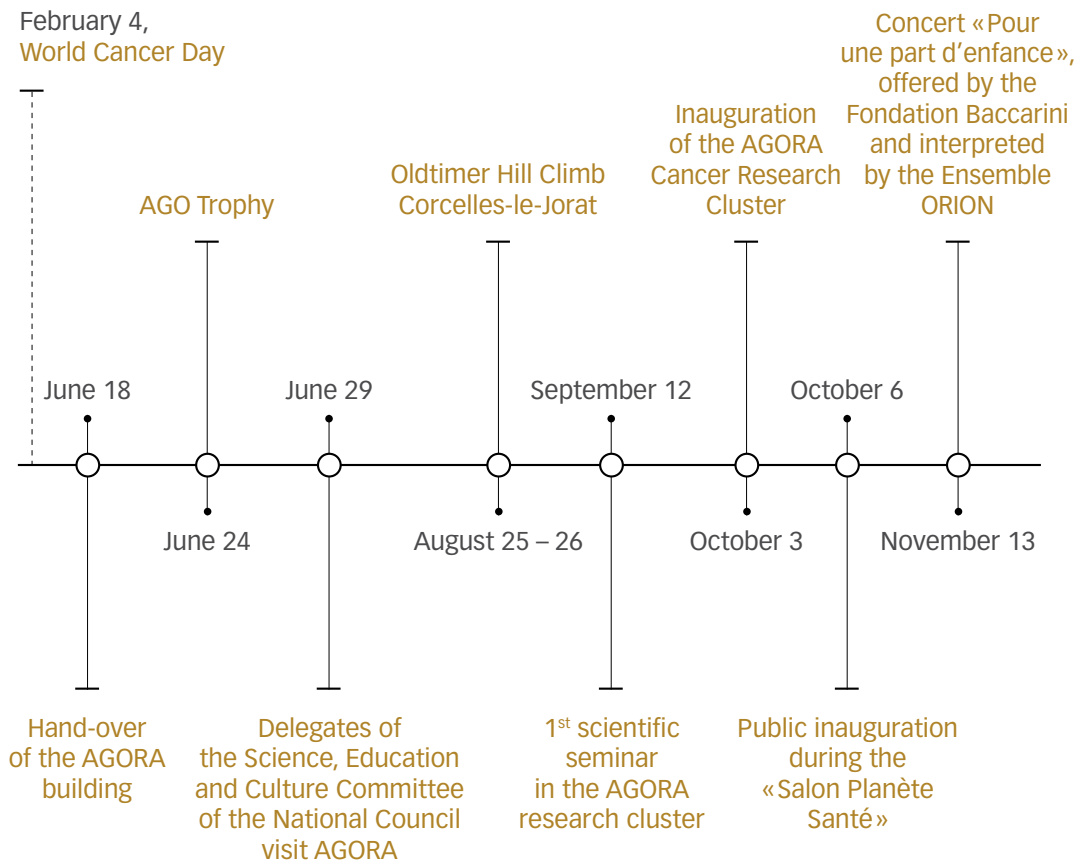 February 4,
World Cancer Day
Concert «Pour
une part d’enfance»,
offered by the
Fondation Baccarini
and interpreted
by the Ensemble
ORION
Inauguration
of the AGORA
Cancer Research
Cluster
Oldtimer Hill Climb
Corcelles-le-Jorat
AGO Trophy
June 18
June 29
September 12
October 6
June 24
August 25 – 26
October 3
November 13
Hand-over
of the AGORA
building
Delegates of
the Science, Education
and Culture Committee
of the National Council
visit AGORA
1st scientific
seminar
in the AGORA
research cluster
Public inauguration
during the
«Salon Planète
Santé»